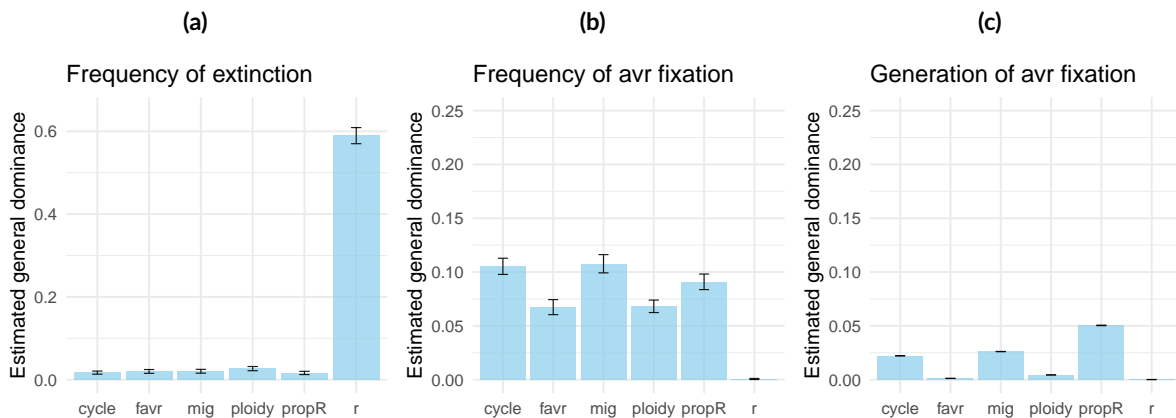 (a)
Frequency of extinction
Estimated general dominance
0.6
0.4
0.2
0.0
cycle favr mig ploidy propR r
(b)
Frequency of avr fixation
Estimated general dominance
0.25
0.20
0.15
0.10
0.05
0.00
cycle favr mig ploidy propR r
(c)
Generation of avr fixation
Estimated general dominance
0.25
0.20
0.15
0.10
0.05
0.00
cycle favr mig ploidy propR r